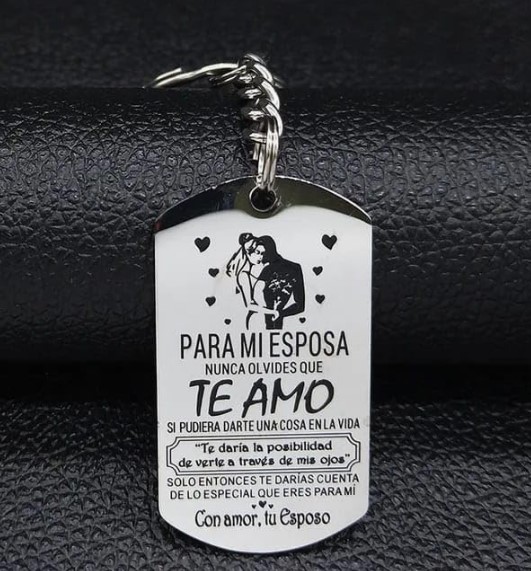 PARA MI ESPOSA
NUNCA OLVIDES QUE
TE AMO
SI PUDIERA DARTE UNA COSA EN LA VIDA
"Te daría la posibilidad
de verte a través de mis ojos"
SOLO ENTONCES TE DARÍAS CUENTA
DE LO ESPECIAL QUE ERES PARA MÍ
Con amor, tu Esposo